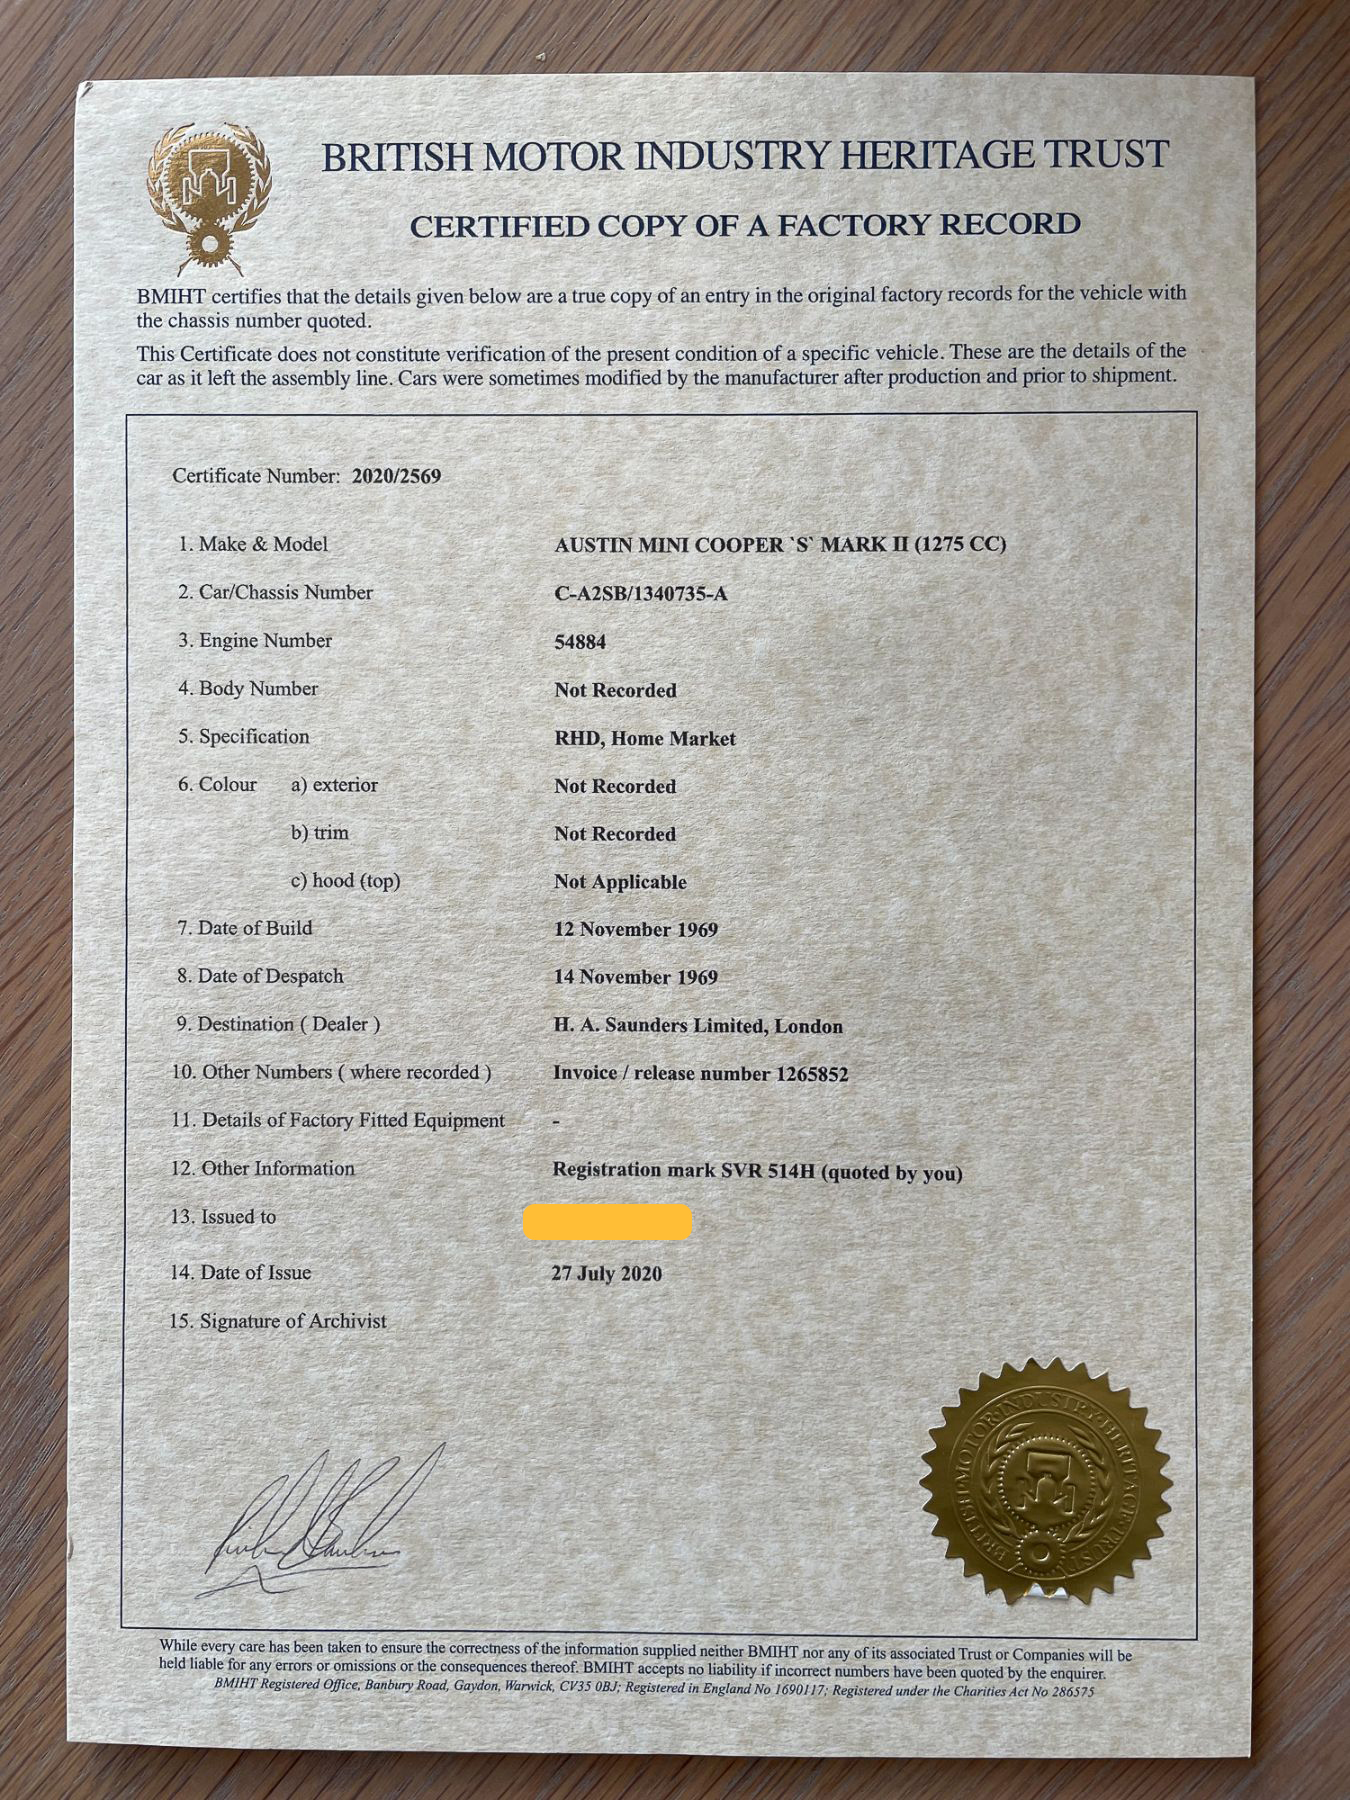 BRITISH MOTOR INDUSTRY HERITAGE TRUST
CERTIFIED COPY OF A FACTORY RECORD
BMIHT certifies that the details given below are a true copy of an entry in the original factory records for the vehicle with
the chassis number quoted.
This Certificate does not constitute verification of the present condition of a specific vehicle. These are the details of the
car as it left the assembly line. Cars were sometimes modified by the manufacturer after production and prior to shipment.
Certificate Number: 2020/2569
1. Make & Model AUSTIN MINI COOPER `S` MARK II (1275 CC)
2. Car/Chassis Number C-A2SB/1340735-A
3. Engine Number 54884
4. Body Number Not Recorded
5. Specification RHD, Home Market
6. Colour a) exterior Not Recorded
b) trim Not Recorded
c) hood (top) Not Applicable
7. Date of Build 12 November 1969
8. Date of Despatch 14 November 1969
9. Destination ( Dealer ) H. A. Saunders Limited, London
10. Other Numbers ( where recorded ) Invoice / release number 1265852
11. Details of Factory Fitted Equipment -
12. Other Information Registration mark SVR 514H (quoted by you)
13. Issued to
14. Date of Issue 27 July 2020
15. Signature of Archivist
BRITISH MOTOR INDUSTRY HERITAGE TRUST
While every care has been taken to ensure the correctness of the information supplied neither BMIHT nor any of its associated Trust or Companies will be
held liable for any errors or omissions or the consequences thereof. BMIHT accepts no liability if incorrect numbers have been quoted by the enquirer.
BMIHT Registered Office, Banbury Road, Gaydon, Warwick, CV35 0BJ; Registered in England No 1690117; Registered under the Charities Act No 286575